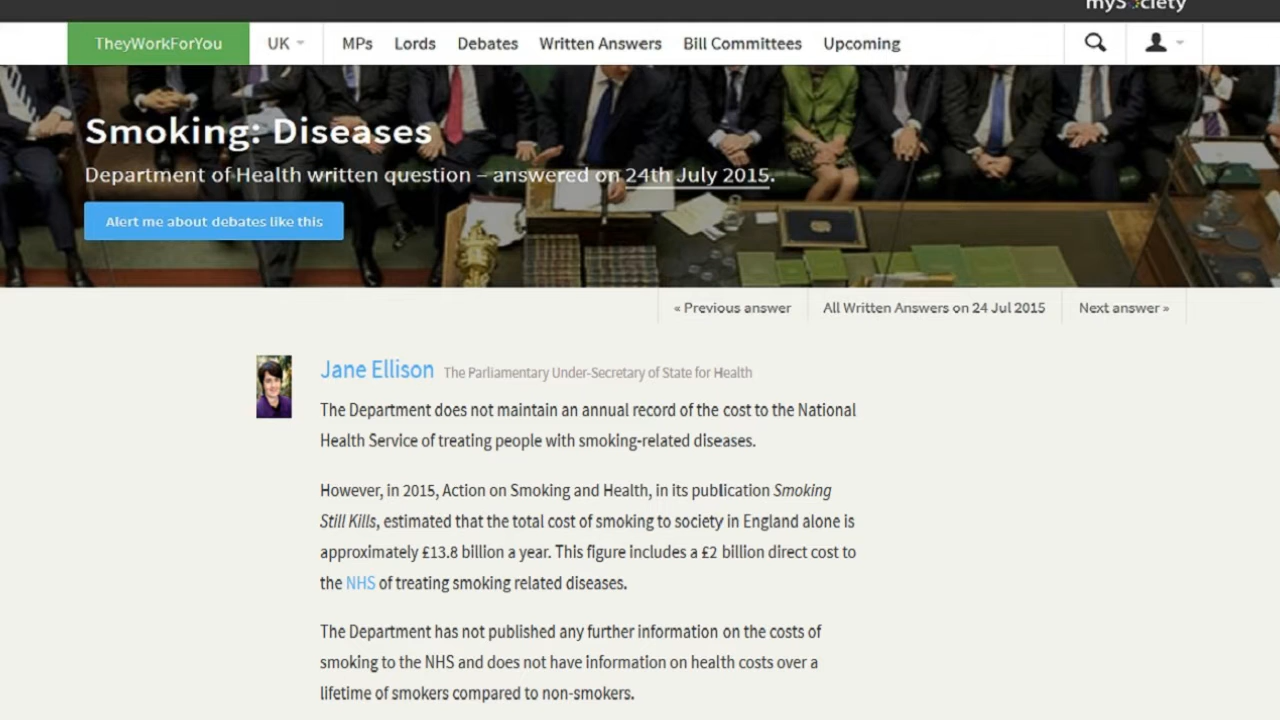 mySociety
TheyWorkForYou UK MPs Lords Debates Written Answers Bill Committees Upcoming
Smoking: Diseases
Department of Health written question – answered on 24th July 2015.
Alert me about debates like this
« Previous answer All Written Answers on 24 Jul 2015 Next answer »
Jane Ellison The Parliamentary Under-Secretary of State for Health
The Department does not maintain an annual record of the cost to the National
Health Service of treating people with smoking-related diseases.
However, in 2015, Action on Smoking and Health, in its publication Smoking
Still Kills, estimated that the total cost of smoking to society in England alone is
approximately £13.8 billion a year. This figure includes a £2 billion direct cost to
the NHS of treating smoking related diseases.
The Department has not published any further information on the costs of
smoking to the NHS and does not have information on health costs over a
lifetime of smokers compared to non-smokers.